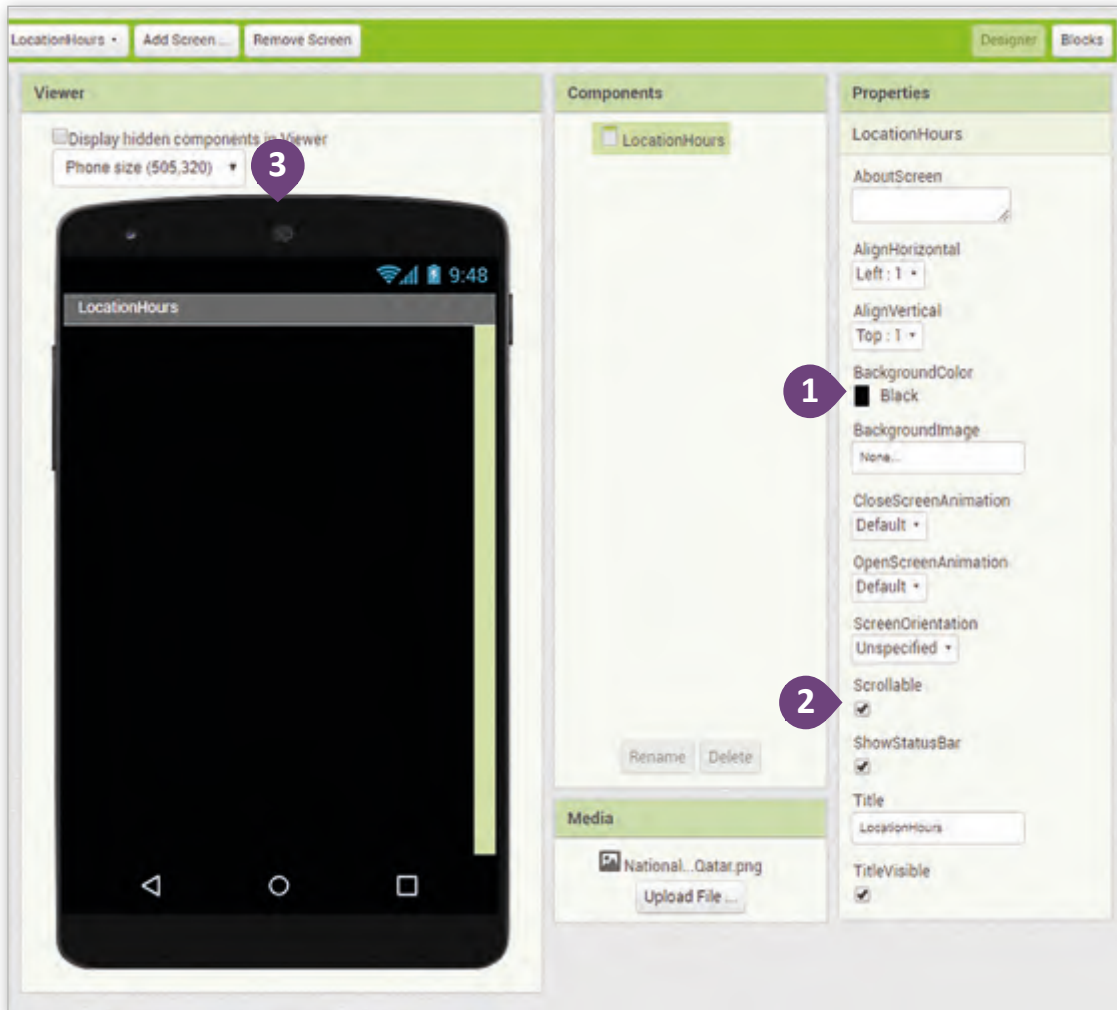 LocationHours
Add Screen ...
Remove Screen
Designer
Blocks
Viewer
Display hidden components in Viewer
Phone size (505,320)
3
9:48
LocationHours
Components
LocationHours
Rename
Delete
Media
National...Qatar.png
Upload File ...
Properties
LocationHours
AboutScreen
AlignHorizontal
Left : 1
AlignVertical
Top : 1
BackgroundColor
1
Black
BackgroundImage
None...
CloseScreenAnimation
Default
OpenScreenAnimation
Default
ScreenOrientation
Unspecified
Scrollable
2
ShowStatusBar
Title
LocationHours
TitleVisible